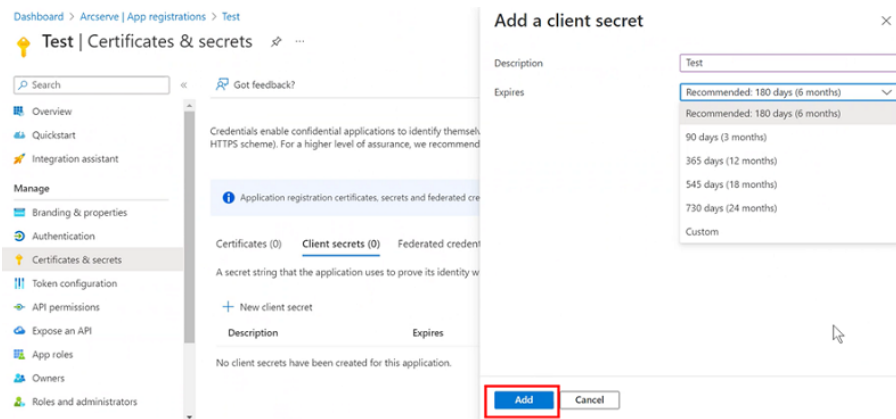 Dashboard > Arcserve | App registrations > Test
Test | Certificates & secrets
Search
Overview
Quickstart
Integration assistant
Manage
Branding & properties
Authentication
Certificates & secrets
Token configuration
API permissions
Expose an API
App roles
Owners
Roles and administrators
Got feedback?
Credentials enable confidential applications to identify themselv
HTTPS scheme). For a higher level of assurance, we recommend
Application registration certificates, secrets and federated cre
Certificates (0) Client secrets (0) Federated credent
A secret string that the application uses to prove its identity w
New client secret
Description Expires
No client secrets have been created for this application.
Add a client secret
Description Test
Expires Recommended: 180 days (6 months)
Recommended: 180 days (6 months)
90 days (3 months)
365 days (12 months)
545 days (18 months)
730 days (24 months)
Custom
Add Cancel